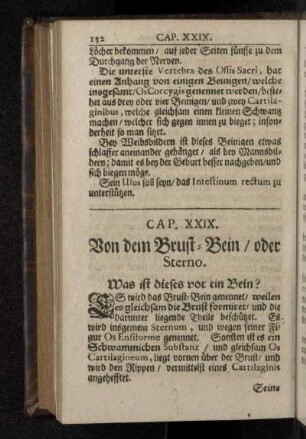 132 CAP. XXIX.
Löcher bekommen / auf jeder Seiten fünffe zu dem
Durchgang der Nerven.
Die unterste Vertebra des Ossis Sacri, hat
einen Anhang von einigen Beinigen / welche
insgesamt / Os Coccygis genennet werden / beste-
het aus drey oder vier Beinigen / und zwey Cartila-
ginibus, welche gleichsam einen kleinen Schwantz
machen / welcher sich gegen innen zu bieget; inson-
derheit so man sitzet.
Bey Weibsbildern ist dieses Beinigen etwas
schlaffer aneinander gehänget / als bey Mannsbil-
dern; damit es bey der Geburt besser nachgeben / und
sich biegen möge.
Sein Usus soll seyn / das Intestinum rectum zu
unterstützen.
CAP. XXIX.
Von dem Brust-Bein / oder
Sterno.
Was ist dieses vor ein Bein?
ES wird das Brust-Bein genennet / weilen
es gleichsam die Brust formiret / und die
darunter liegende Theile beschützet. Es
wird insgemein Sternum, und wegen seiner Fi-
gur Os Ensiforme genennet. Sonsten ist es ein
Schwammichten Substanz / und gleichsam Os
Cartilagineum, liegt vornen über der Brust / und
wird den Rippen / vermittelst eines Cartilaginis
angehefftet.
Seine